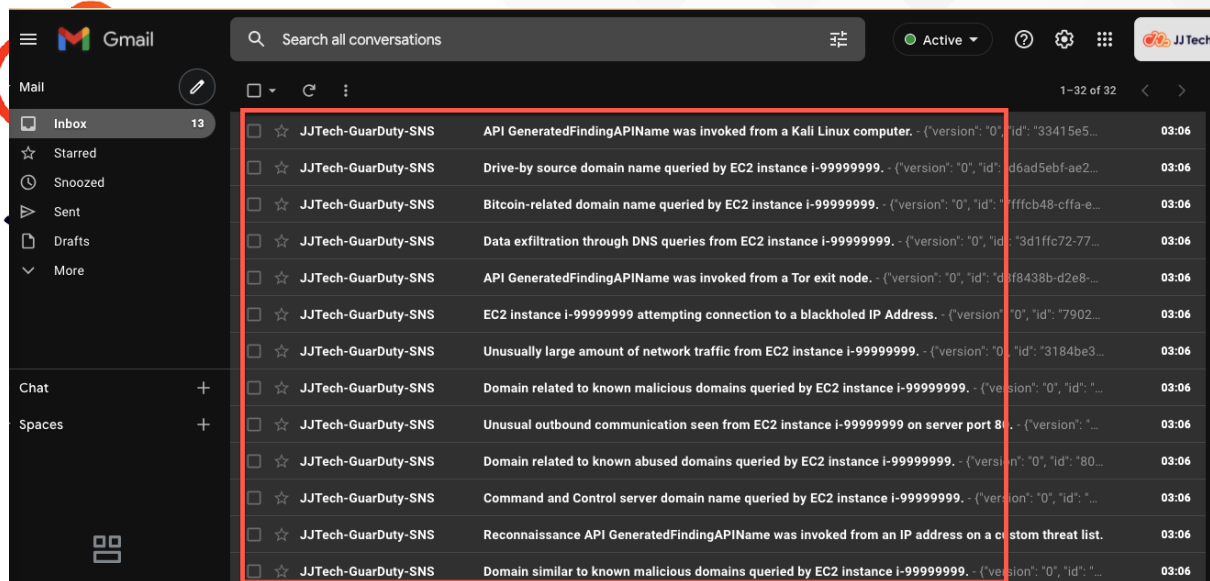 Gmail
Search all conversations
Active
JJ Tech
Mail
1–32 of 32
Inbox 13
Starred
Snoozed
Sent
Drafts
More
Chat
Spaces
JJTech-GuarDuty-SNS API GeneratedFindingAPIName was invoked from a Kali Linux computer. - {"version": "0", "id": "33415e5... 03:06
JJTech-GuarDuty-SNS Drive-by source domain name queried by EC2 instance i-99999999. - {"version": "0", "id": "d6ad5ebf-ae2... 03:06
JJTech-GuarDuty-SNS Bitcoin-related domain name queried by EC2 instance i-99999999. - {"version": "0", "id": "7fffcb48-cffa-e... 03:06
JJTech-GuarDuty-SNS Data exfiltration through DNS queries from EC2 instance i-99999999. - {"version": "0", "id": "3d1ffc72-77... 03:06
JJTech-GuarDuty-SNS API GeneratedFindingAPIName was invoked from a Tor exit node. - {"version": "0", "id": "d3f8438b-d2e8-... 03:06
JJTech-GuarDuty-SNS EC2 instance i-99999999 attempting connection to a blackholed IP Address. - {"version": "0", "id": "7902... 03:06
JJTech-GuarDuty-SNS Unusually large amount of network traffic from EC2 instance i-99999999. - {"version": "0", "id": "3184be3... 03:06
JJTech-GuarDuty-SNS Domain related to known malicious domains queried by EC2 instance i-99999999. - {"version": "0", "id": "... 03:06
JJTech-GuarDuty-SNS Unusual outbound communication seen from EC2 instance i-99999999 on server port 80. - {"version": "... 03:06
JJTech-GuarDuty-SNS Domain related to known abused domains queried by EC2 instance i-99999999. - {"version": "0", "id": "80... 03:06
JJTech-GuarDuty-SNS Command and Control server domain name queried by EC2 instance i-99999999. - {"version": "0", "id": "... 03:06
JJTech-GuarDuty-SNS Reconnaissance API GeneratedFindingAPIName was invoked from an IP address on a custom threat list. 03:06
JJTech-GuarDuty-SNS Domain similar to known malicious domains queried by EC2 instance i-99999999. - {"version": "0", "id": "... 03:06